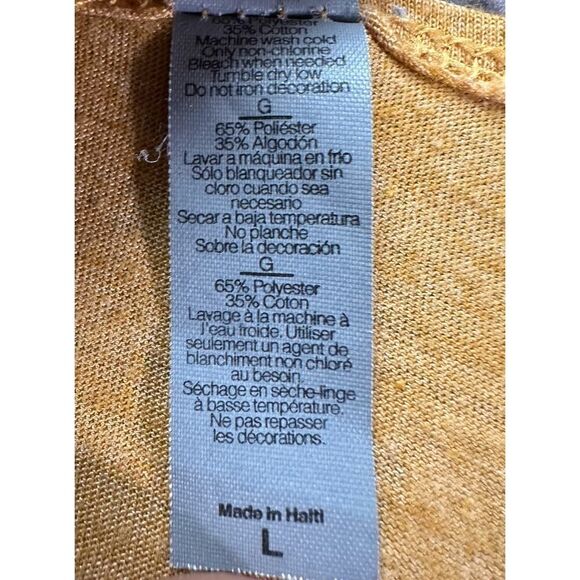 65% Polyester
35% Cotton
Machine wash cold
Only non-chlorine
Bleach when needed
Tumble dry low
Do not iron decoration
G
65% Poliéster
35% Algodón
Lavar a máquina en frío
Sólo blanqueador sin
cloro cuando sea
necesario
Secar a baja temperatura
No planche
Sobre la decoración
G
65% Polyester
35% Coton
Lavage à la machine à
l'eau froide. Utiliser
seulement un agent de
blanchiment non chloré
au besoin.
Séchage en sèche-linge
à basse température.
Ne pas repasser
les décorations.
Made in Haiti
L